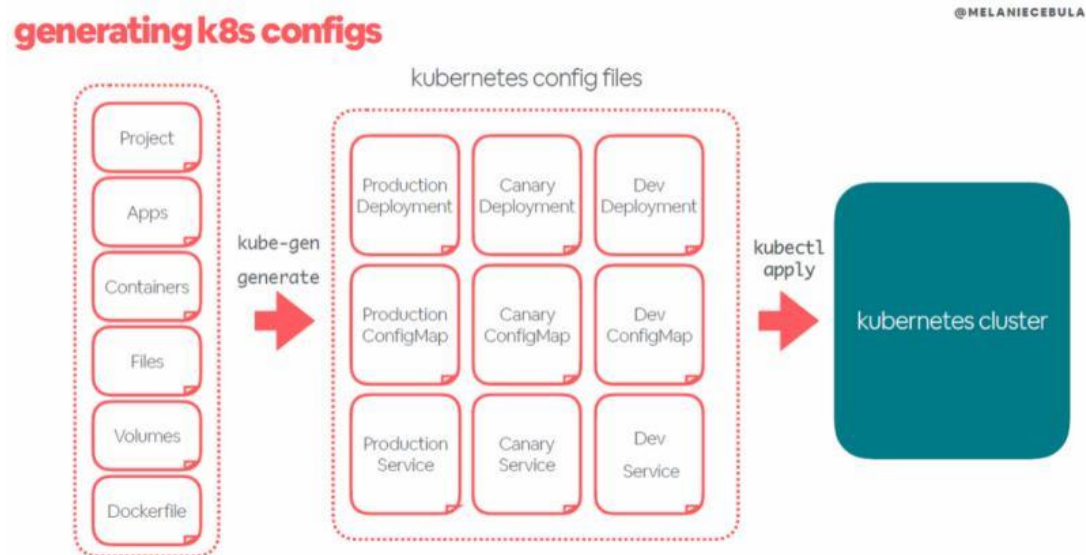 @MELANIECEBULA
generating k8s configs
kubernetes config files
Project
Apps
Containers
Files
Volumes
Dockerfile
kube-gen
generate
Production
Deployment
Canary
Deployment
Dev
Deployment
Production
ConfigMap
Canary
ConfigMap
Dev
ConfigMap
Production
Service
Canary
Service
Dev
Service
kubectl
apply
kubernetes cluster